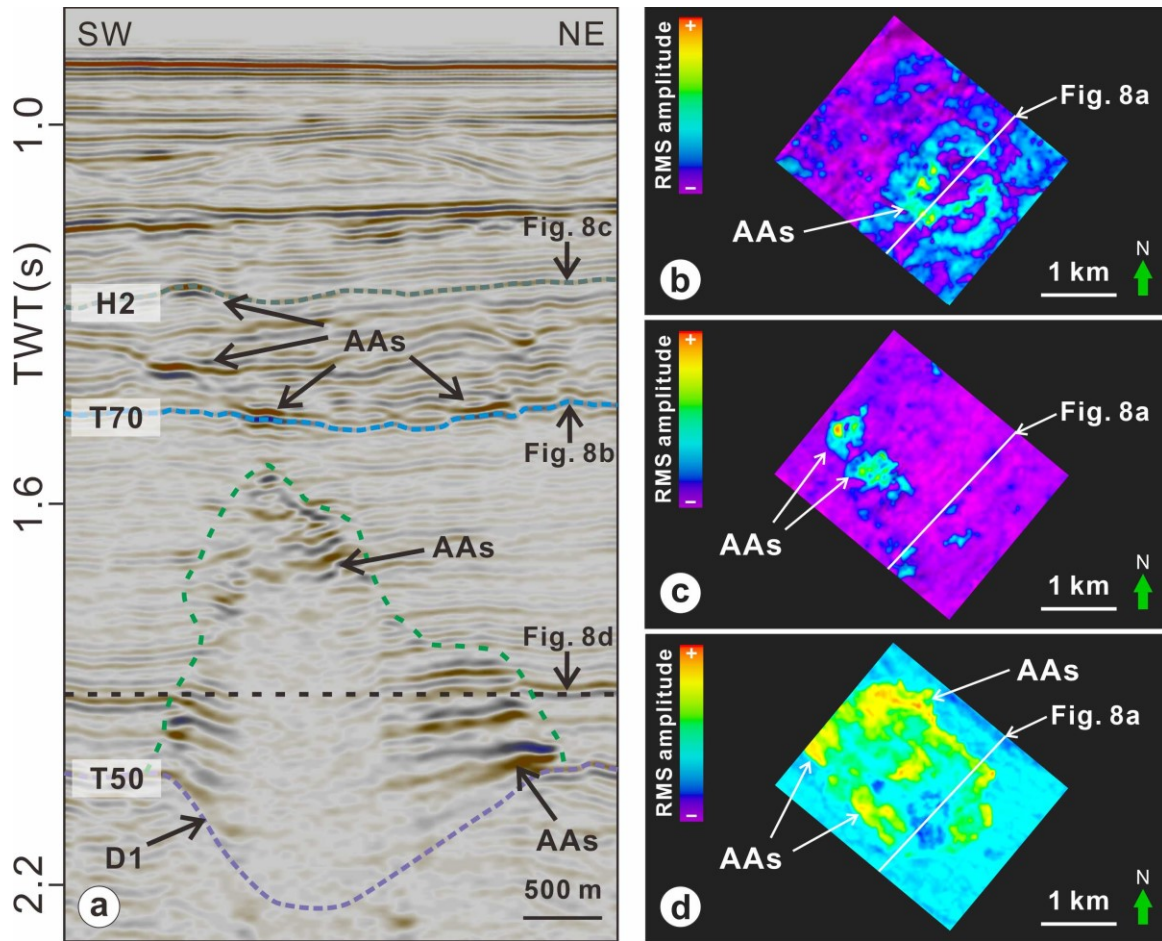 SW
NE
TWT(s)
1.0
1.6
2.2
Fig. 8c
H2
AAs
T70
Fig. 8b
AAs
Fig. 8d
T50
D1
AAs
500 m
a
RMS amplitude
+
−
Fig. 8a
AAs
N
1 km
b
RMS amplitude
+
−
Fig. 8a
AAs
N
1 km
c
RMS amplitude
+
−
AAs
Fig. 8a
AAs
N
1 km
d